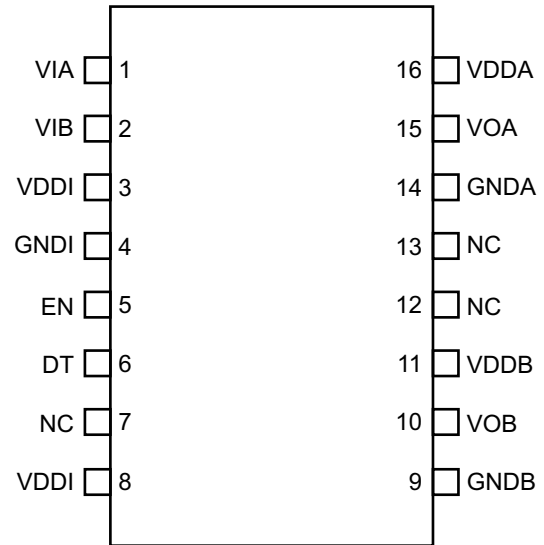 VIA 1 16 VDDA
VIB 2 15 VOA
VDDI 3 14 GNDA
GNDI 4 13 NC
EN 5 12 NC
DT 6 11 VDDB
NC 7 10 VOB
VDDI 8 9 GNDB